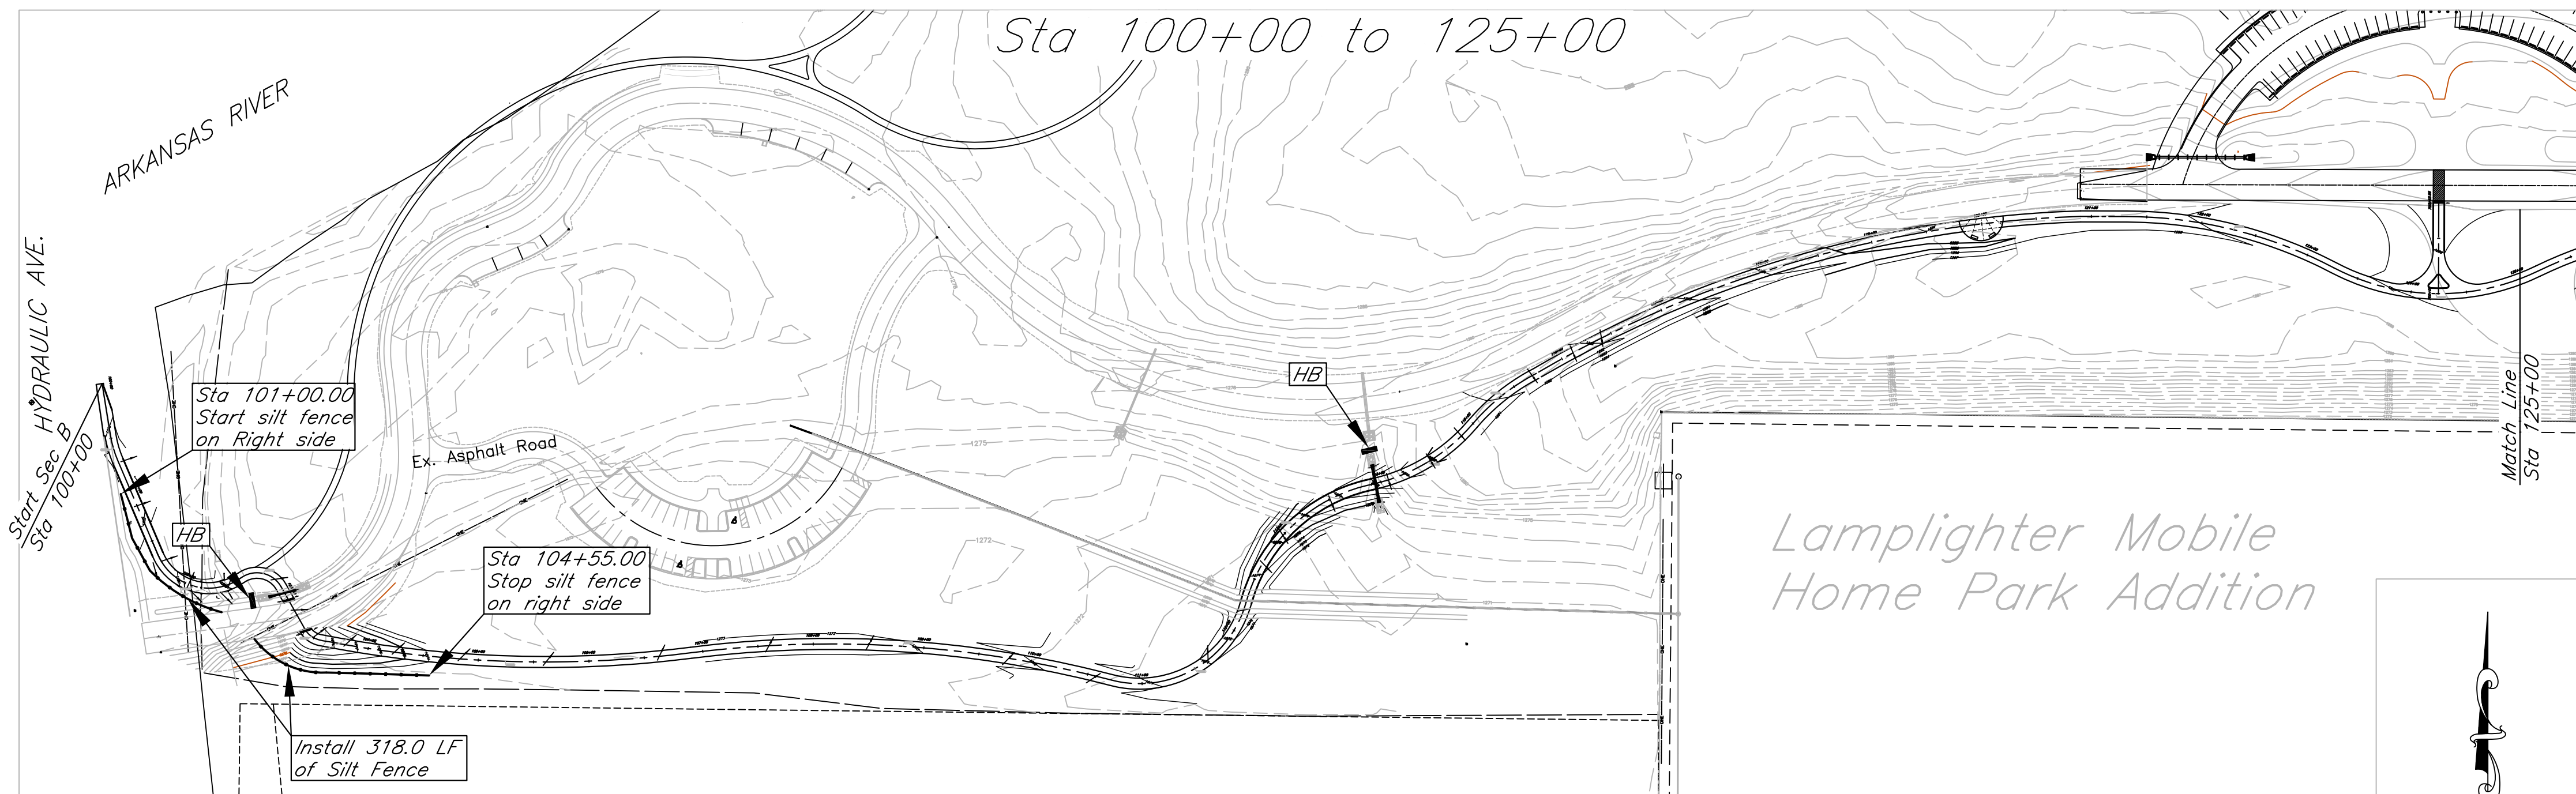 Sta 100+00 to 125+00
ARKANSAS RIVER
HYDRAULIC AVE.
Start Sec B
Sta 100+00
Sta 101+00.00
Start silt fence
on Right side
HB
Ex. Asphalt Road
Sta 104+55.00
Stop silt fence
on right side
Install 318.0 LF
of Silt Fence
HB
1275
1272
Lamplighter Mobile
Home Park Addition
Match Line
Sta 125+00